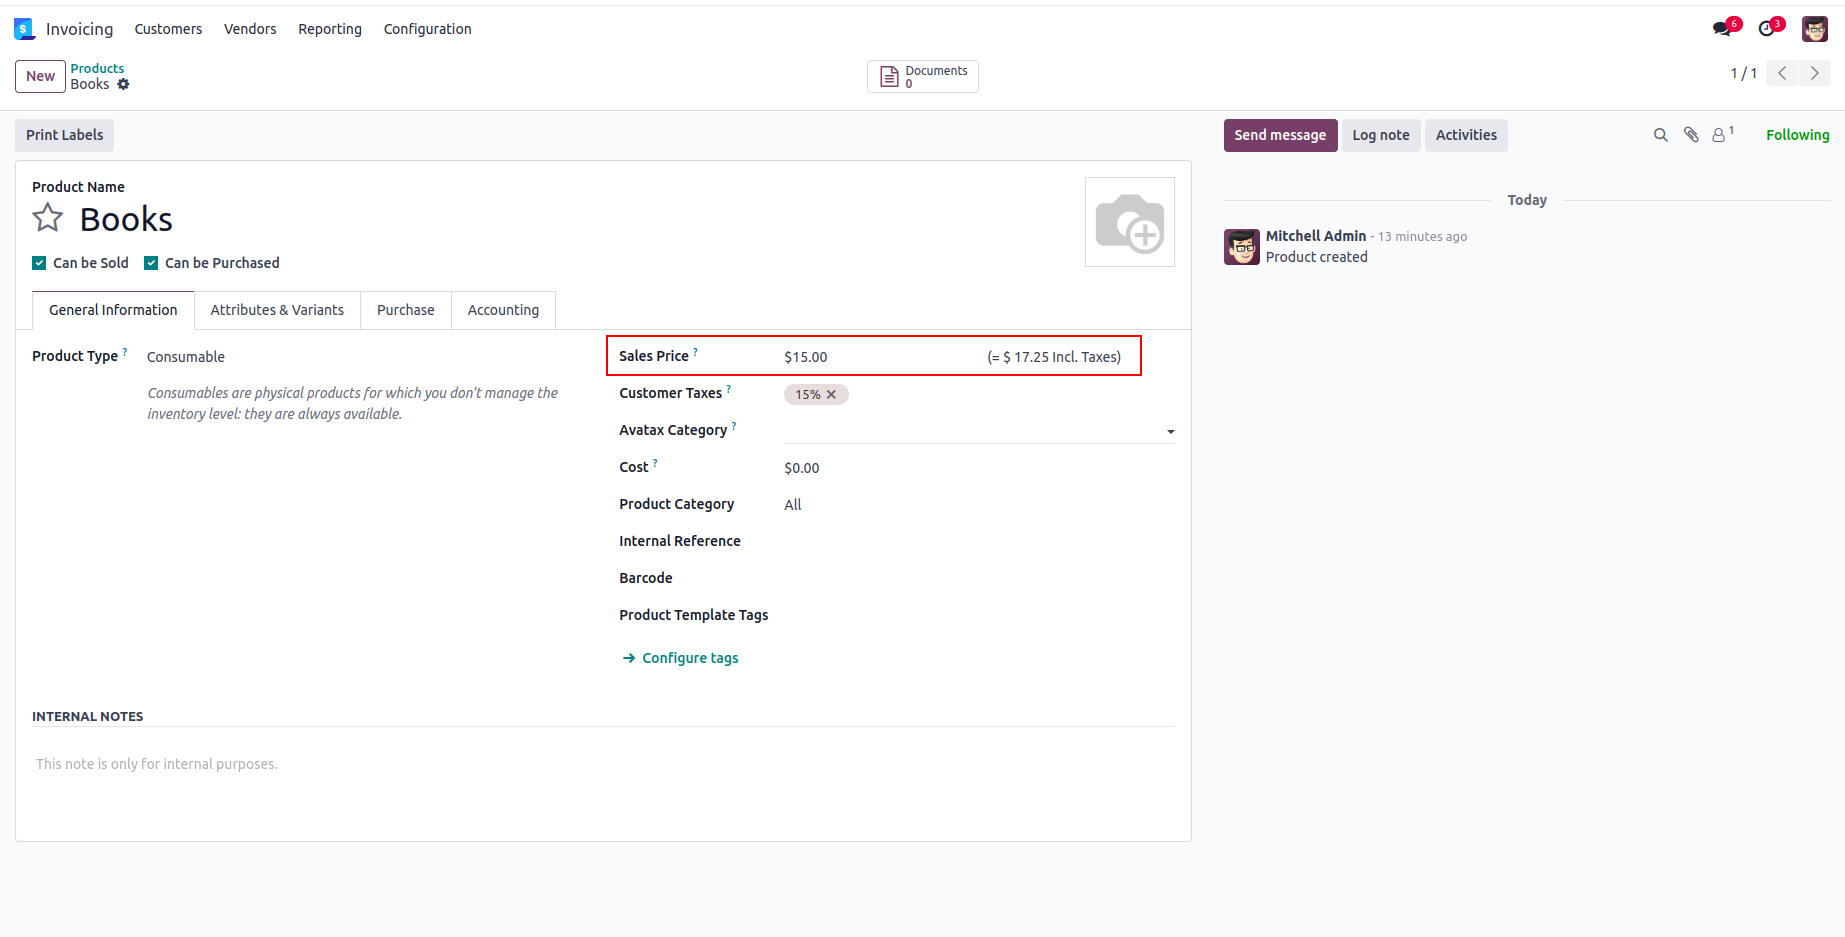 Invoicing Customers Vendors Reporting Configuration 6 3
New Products
Books
Documents
0
1 / 1
Print Labels
Send message Log note Activities 1 Following
Product Name
Books
Can be Sold Can be Purchased
General Information Attributes & Variants Purchase Accounting
Product Type ? Consumable
Consumables are physical products for which you don't manage the
inventory level: they are always available.
Sales Price ? $15.00 (= $ 17.25 Incl. Taxes)
Customer Taxes ? 15%
Avatax Category ?
Cost ? $0.00
Product Category All
Internal Reference
Barcode
Product Template Tags
Configure tags
INTERNAL NOTES
This note is only for internal purposes.
Today
Mitchell Admin - 13 minutes ago
Product created